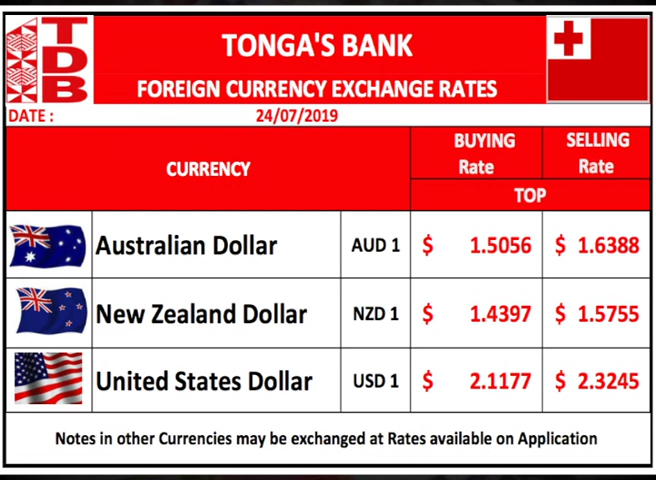 TDB
TONGA'S BANK
FOREIGN CURRENCY EXCHANGE RATES
DATE : 24/07/2019
CURRENCY BUYING Rate SELLING Rate
TOP
Australian Dollar AUD 1 $ 1.5056 $ 1.6388
New Zealand Dollar NZD 1 $ 1.4397 $ 1.5755
United States Dollar USD 1 $ 2.1177 $ 2.3245
Notes in other Currencies may be exchanged at Rates available on Application